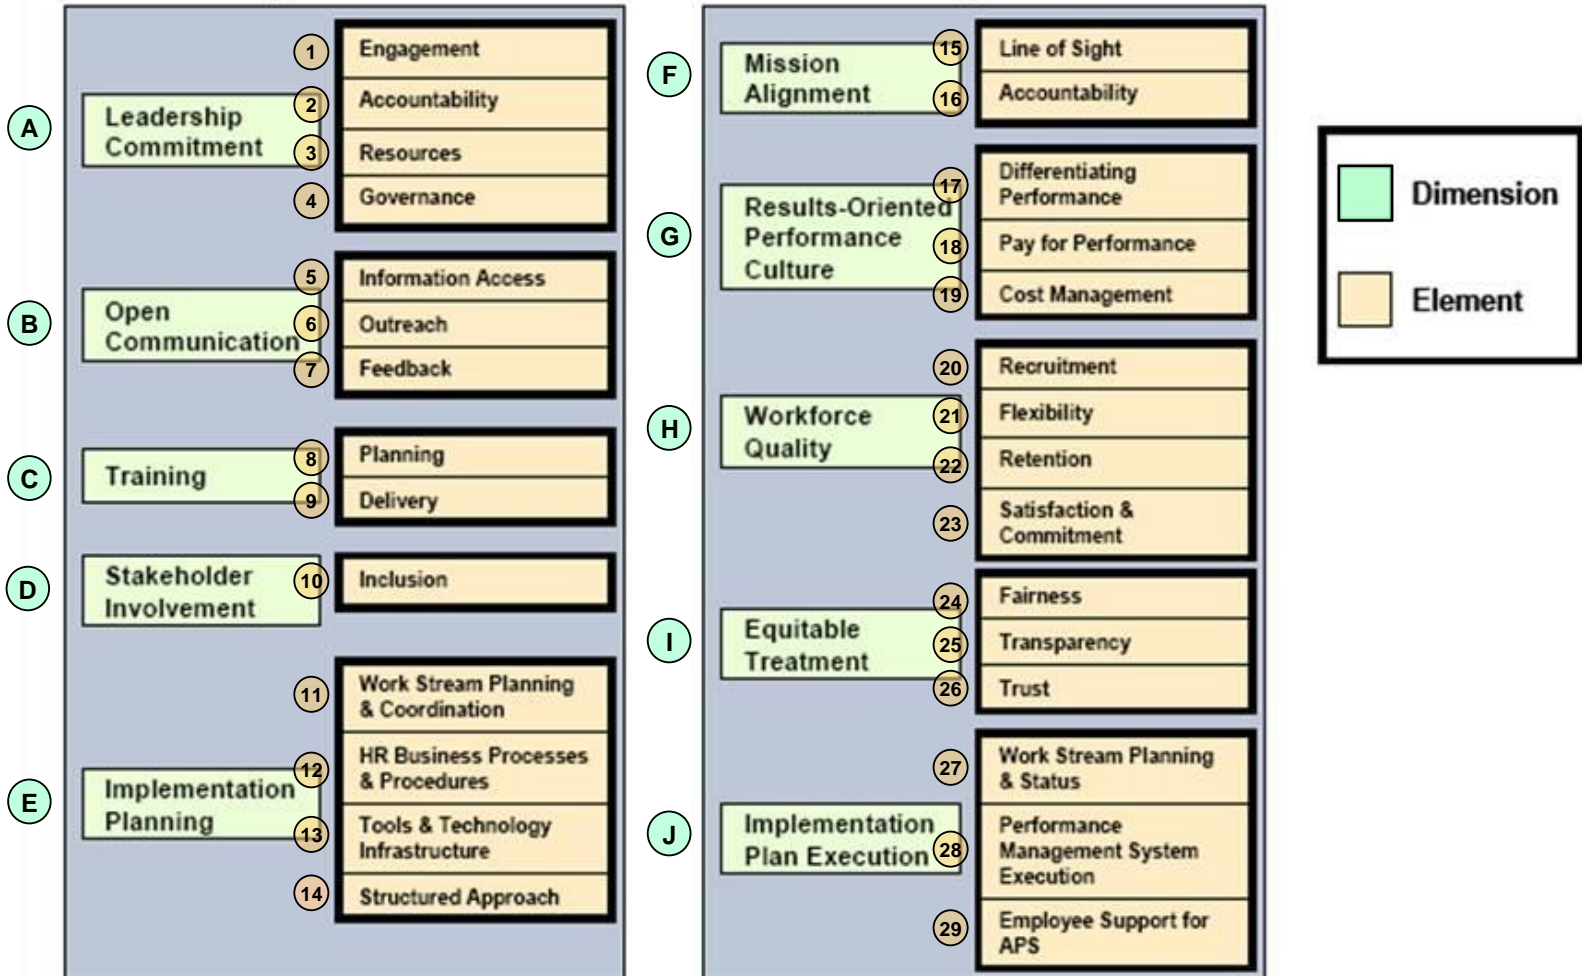 A
Leadership
Commitment
1
Engagement
2
Accountability
3
Resources
4
Governance
B
Open
Communication
5
Information Access
6
Outreach
7
Feedback
C
Training
8
Planning
9
Delivery
D
Stakeholder
Involvement
10
Inclusion
E
Implementation
Planning
11
Work Stream Planning
& Coordination
12
HR Business Processes
& Procedures
13
Tools & Technology
Infrastructure
14
Structured Approach
F
Mission
Alignment
15
Line of Sight
16
Accountability
G
Results-Oriented
Performance
Culture
17
Differentiating
Performance
18
Pay for Performance
19
Cost Management
H
Workforce
Quality
20
Recruitment
21
Flexibility
22
Retention
23
Satisfaction &
Commitment
I
Equitable
Treatment
24
Fairness
25
Transparency
26
Trust
J
Implementation
Plan Execution
27
Work Stream Planning
& Status
28
Performance
Management System
Execution
29
Employee Support for
APS
Dimension
Element